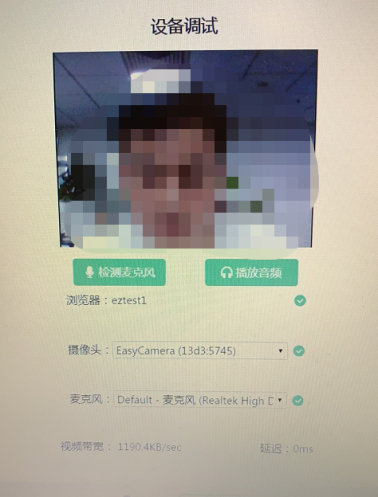 设备调试
检测麦克风 播放音频
浏览器：eztest1
摄像头： EasyCamera (13d3:5745)
麦克风： Default - 麦克风 (Realtek High D
视频带宽： 1190.4KB/sec 延迟：0ms